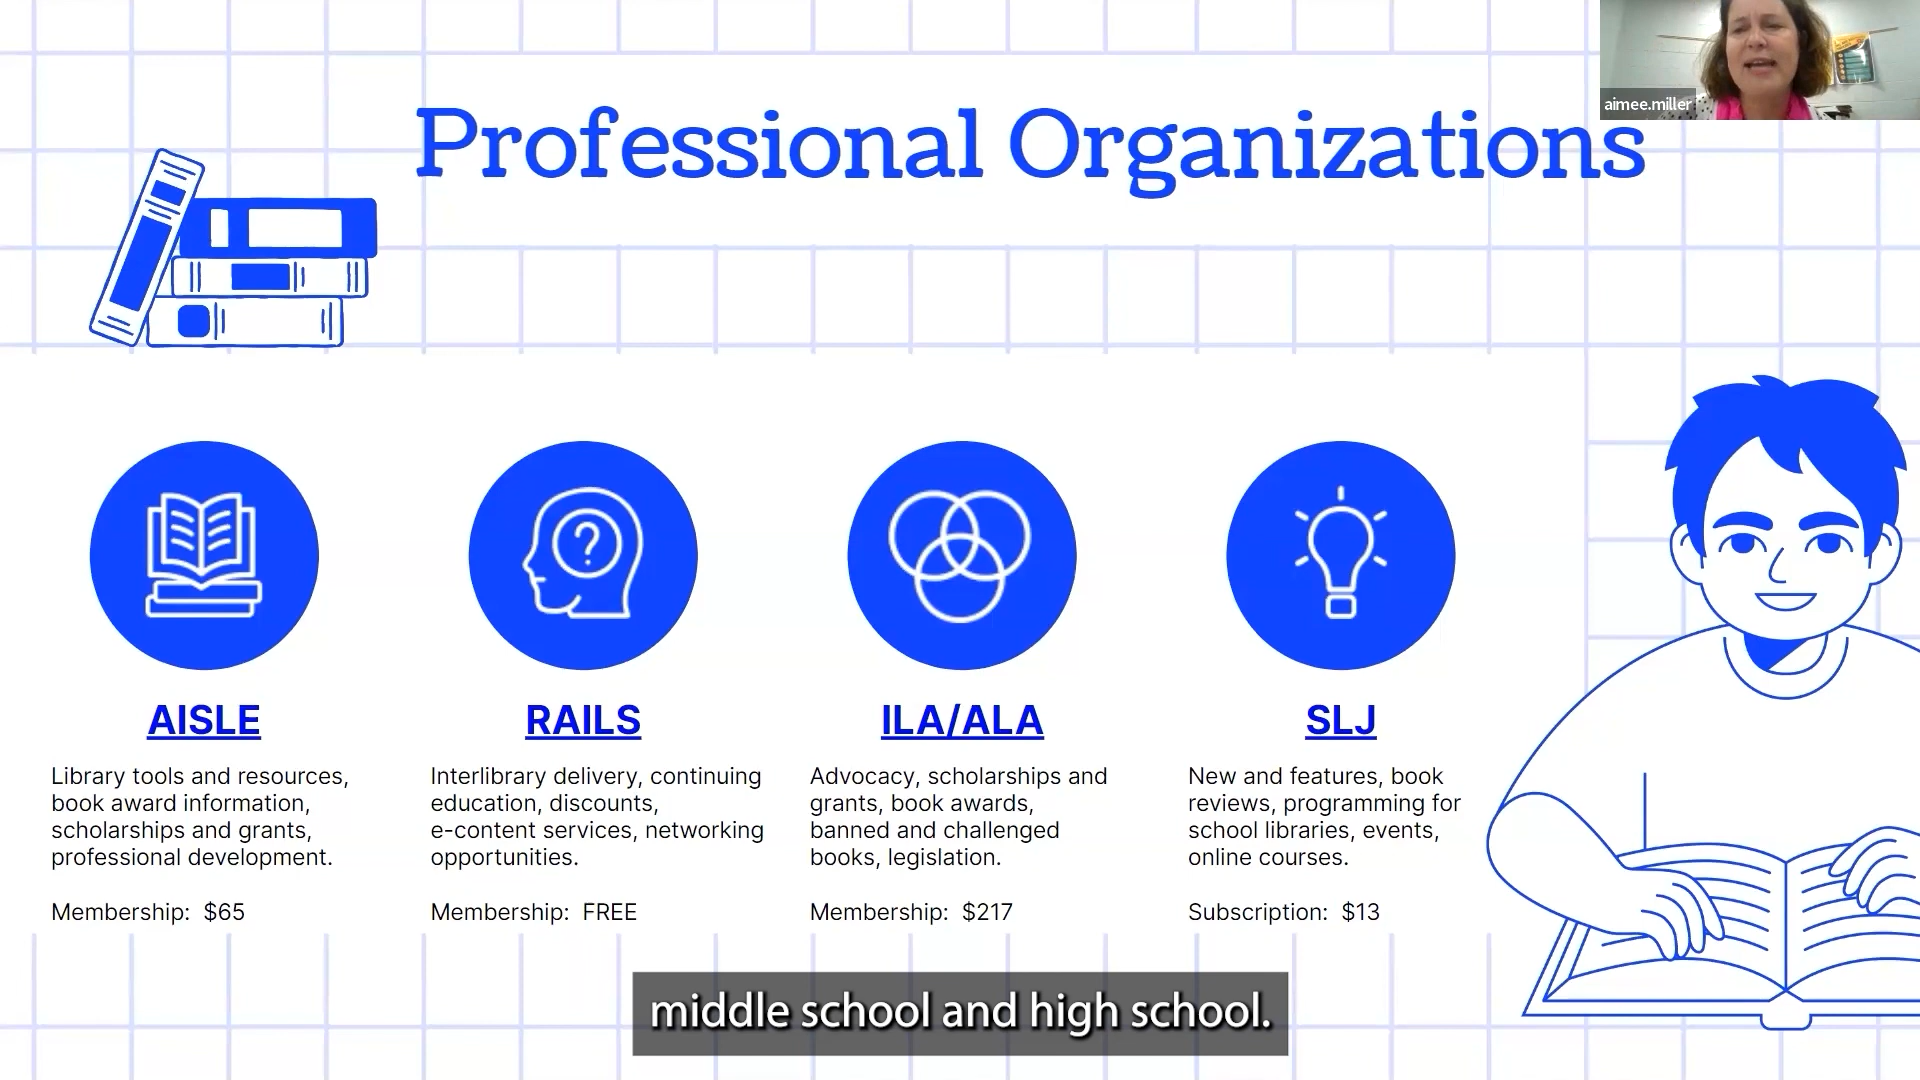 aimee.miller
Professional Organizations
AISLE
Library tools and resources,
book award information,
scholarships and grants,
professional development.
Membership: $65
RAILS
Interlibrary delivery, continuing
education, discounts,
e-content services, networking
opportunities.
Membership: FREE
ILA/ALA
Advocacy, scholarships and
grants, book awards,
banned and challenged
books, legislation.
Membership: $217
SLJ
New and features, book
reviews, programming for
school libraries, events,
online courses.
Subscription: $13
middle school and high school.